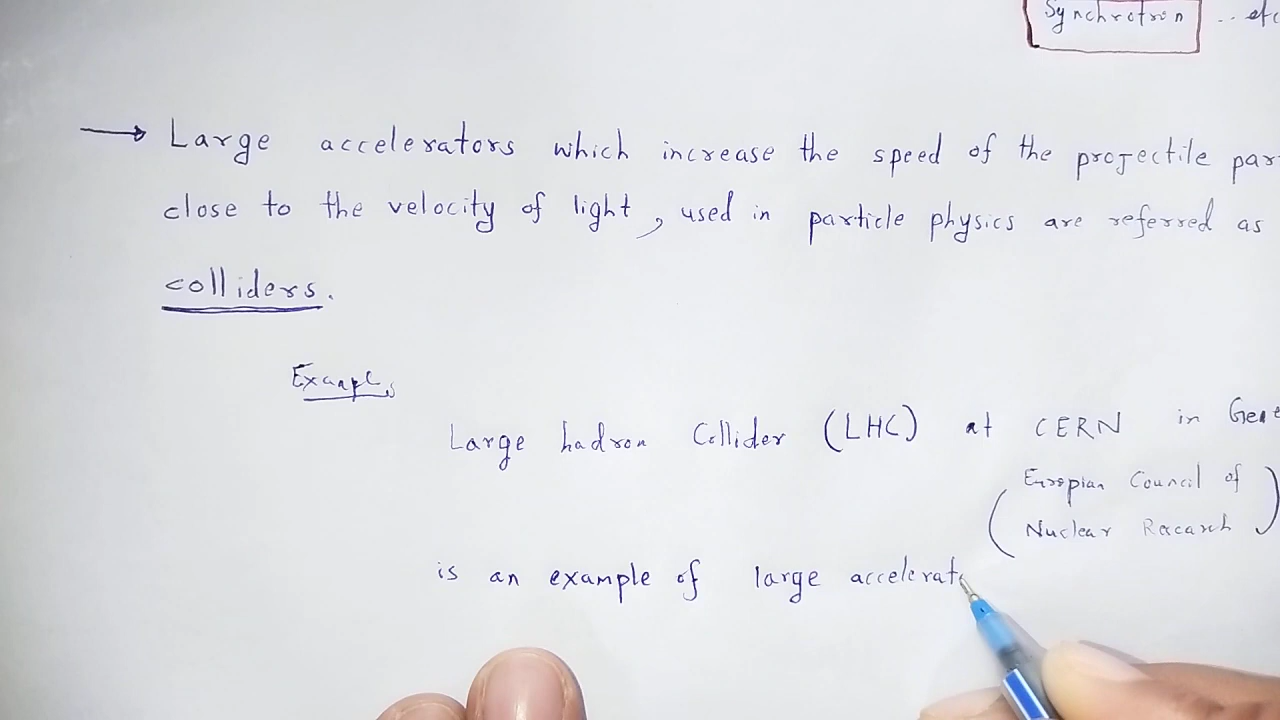 Synchrotron .. etc
→ Large accelerators which increase the speed of the projectile par
close to the velocity of light, used in particle physics are referred as
colliders.
Large hadron Collider (LHC) at CERN in Gene
(Europian Council of
Nuclear )
is an example of large accelerat